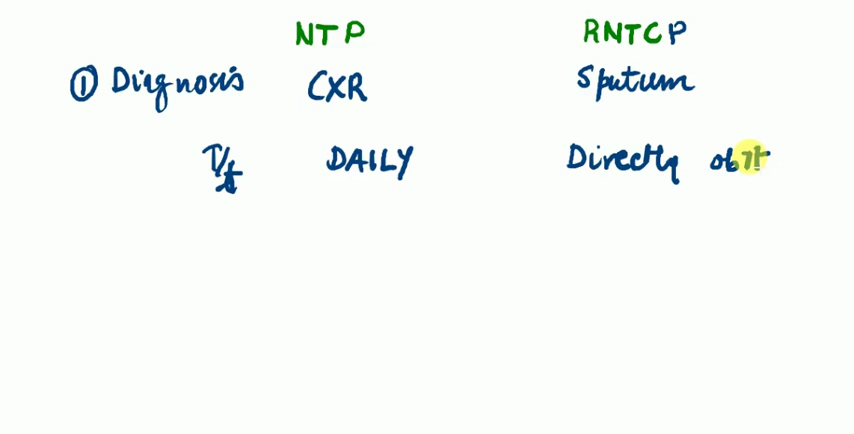 NTP RNTCP
① Diagnosis CXR Sputum
T/t DAILY Directly